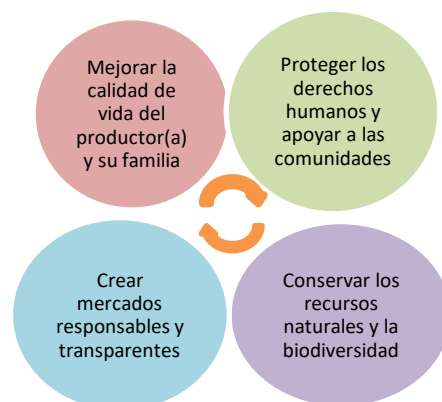 Mejorar la
calidad de
vida del
productor(a)
y su familia
Proteger los
derechos
humanos y
apoyar a las
comunidades
Crear
mercados
responsables y
transparentes
Conservar los
recursos
naturales y la
biodiversidad